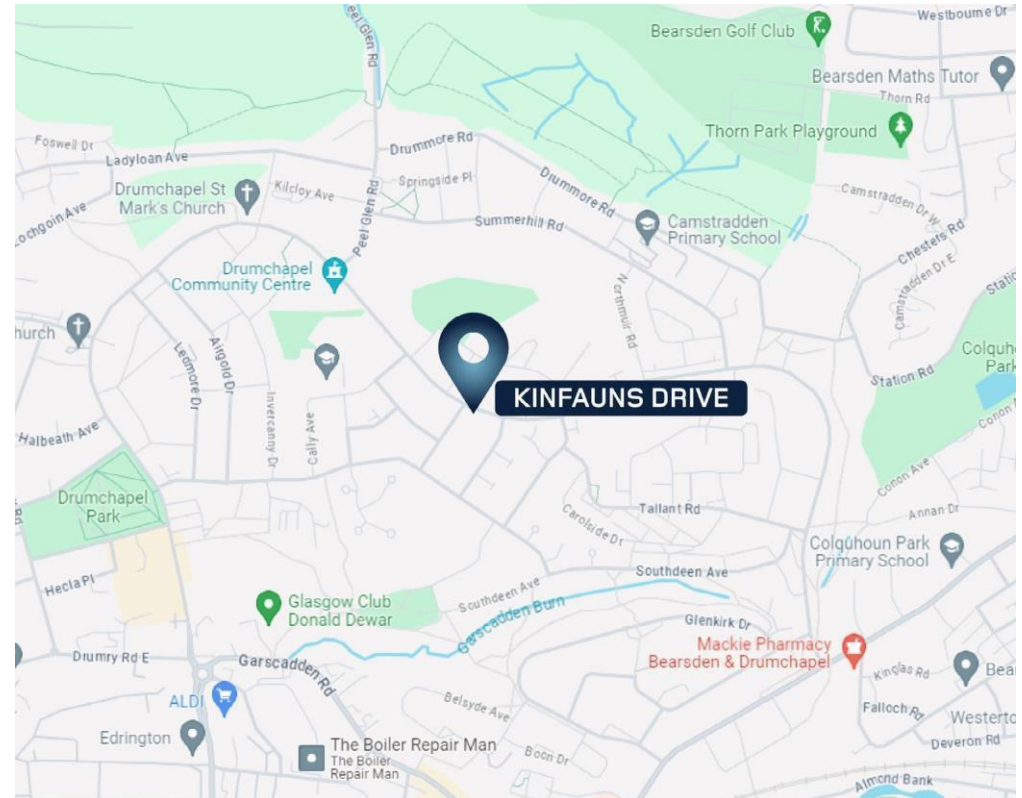 Westbourne Dr
Bearsden Golf Club
Peel Glen Rd
Bearsden Maths Tutor
Thorn Rd
Thorn Park Playground
Foswell Dr
Ladyloan Ave
Drummore Rd
Springside Pl
Kilcloy Ave
Drumchapel St
Mark's Church
Drummore Rd
Camstradden Dr W
Peel Glen Rd
Summerhill Rd
Camstradden
Primary School
Chesters Rd
Camstradden Dr E
Drumchapel
Community Centre
Northmuir Rd
Colquh
Park
Station Rd
Ledmore Dr
Airgold Dr
Invercanny Dr
Cally Ave
KINFAUNS DRIVE
Halbeath Ave
Drumchapel
Park
Conon Ave
Tallant Rd
Carolside Dr
Annan Dr
Colquhoun Park
Primary School
Hecla Pl
Southdeen Ave
Southdeen Ave
Garscadden Burn
Glasgow Club
Donald Dewar
Glenkirk Dr
Mackie Pharmacy
Bearsden & Drumchapel
Drumry Rd E
Garscadden Rd
Kinglas Rd
Bea
ALDI
Belsyde Ave
Falloch Rd
Westerto
Edrington
The Boiler Repair Man
The Boiler
Repair Man
Boon Dr
Deveron Rd
Almond Bank